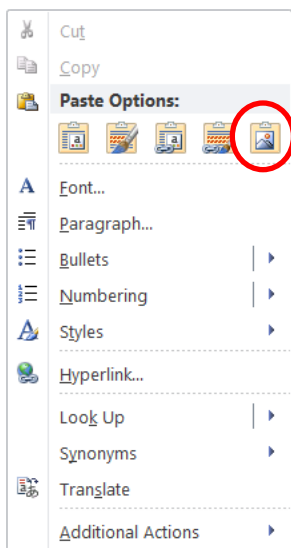 Cut
Copy
Paste Options:
Font...
Paragraph...
Bullets
Numbering
Styles
Hyperlink...
Look Up
Synonyms
Translate
Additional Actions